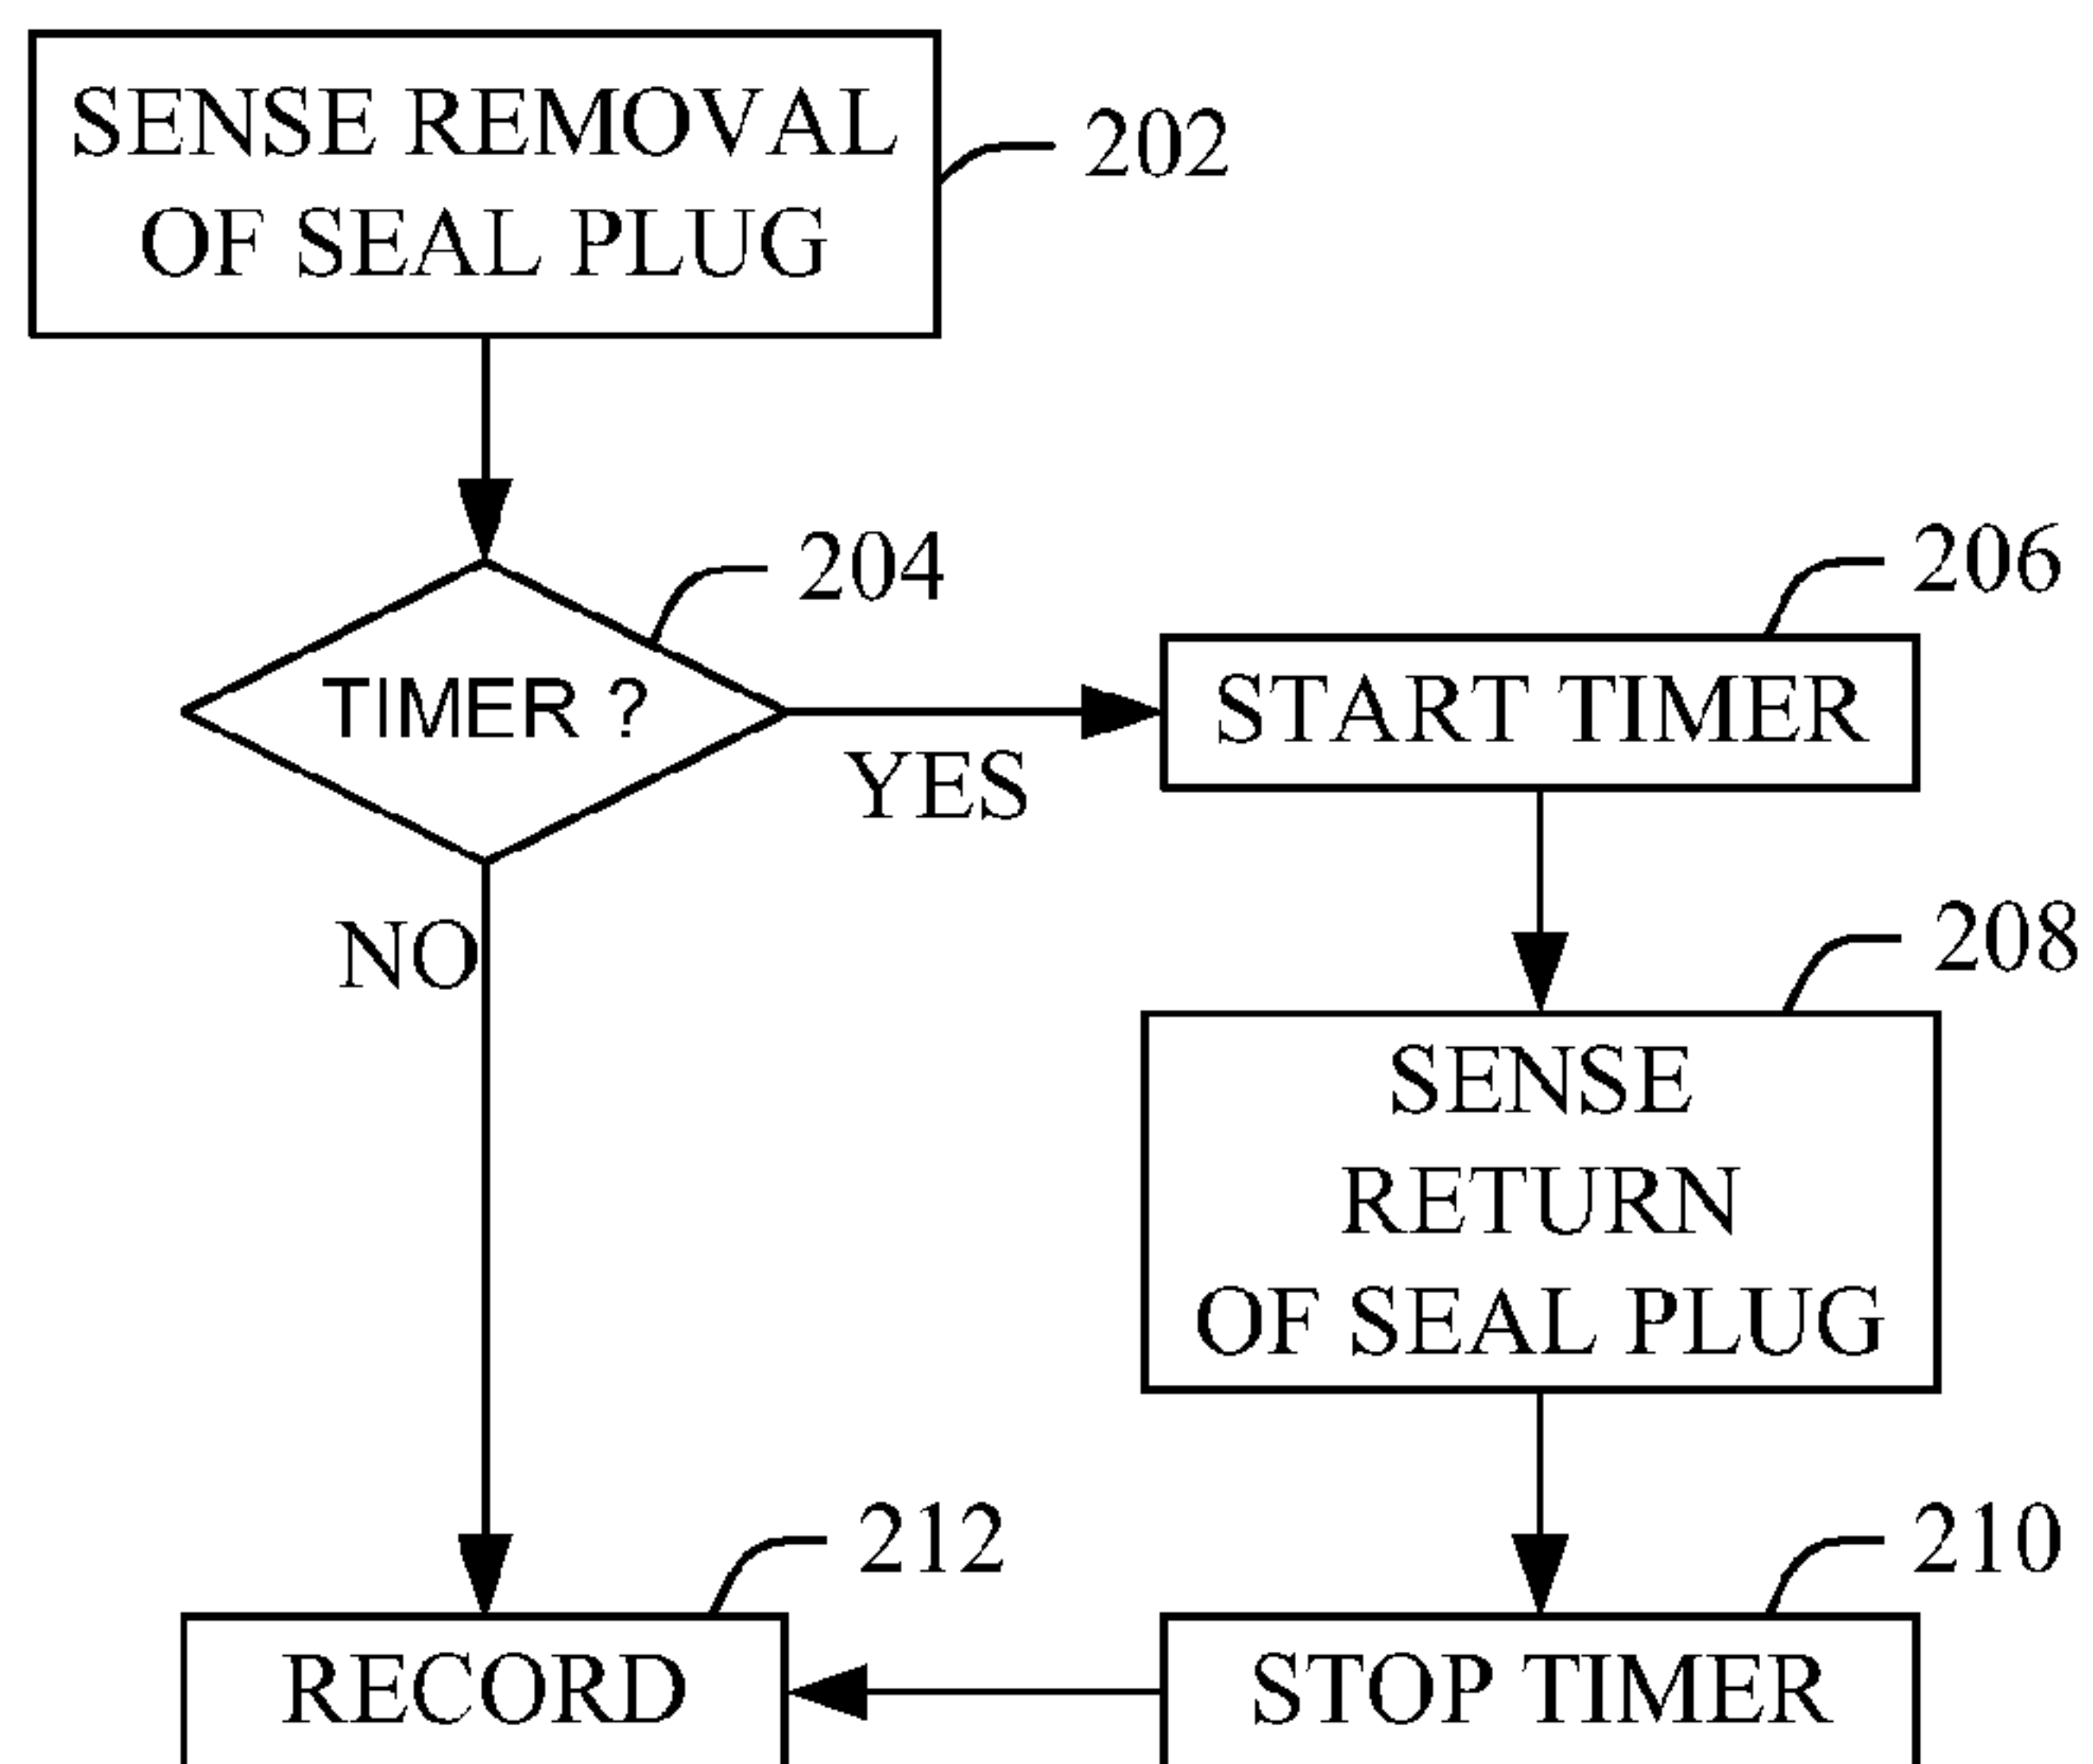 SENSE REMOVAL
OF SEAL PLUG
202
204
TIMER ?
YES
NO
206
START TIMER
208
SENSE
RETURN
OF SEAL PLUG
210
STOP TIMER
212
RECORD